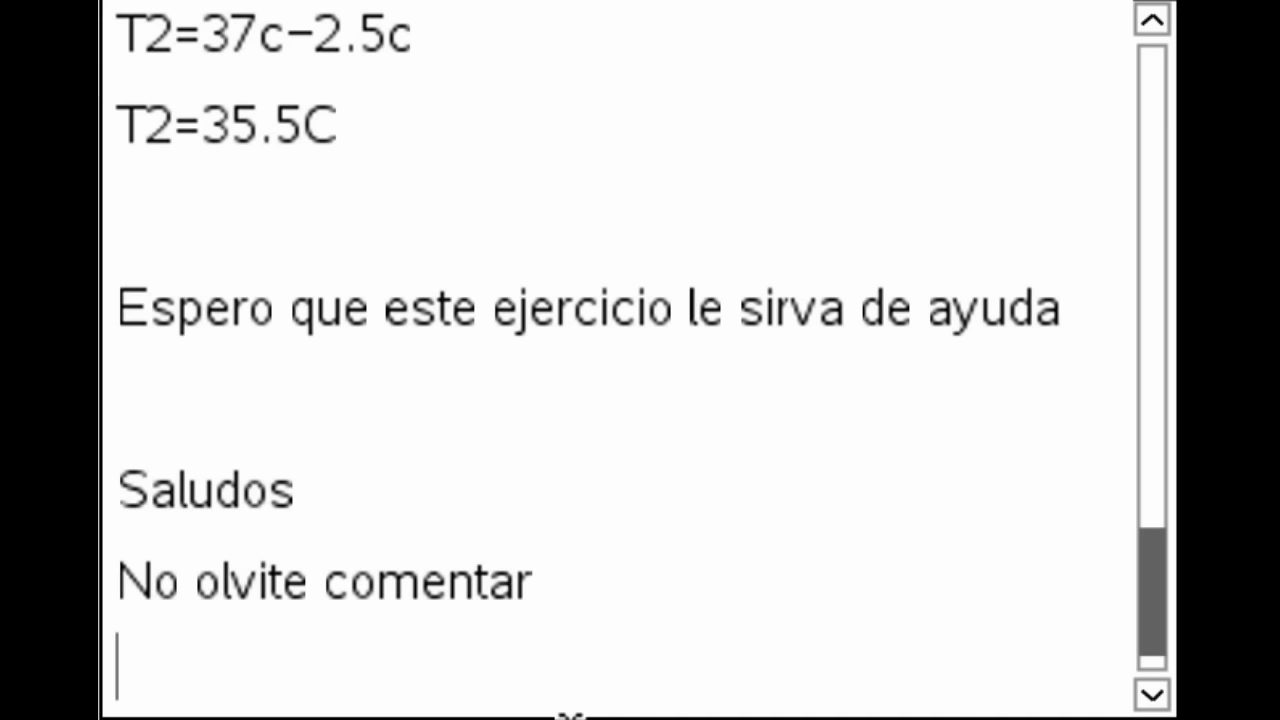 T2=37c−2.5c
T2=35.5C
Espero que este ejercicio le sirva de ayuda
Saludos
No olvite comentar